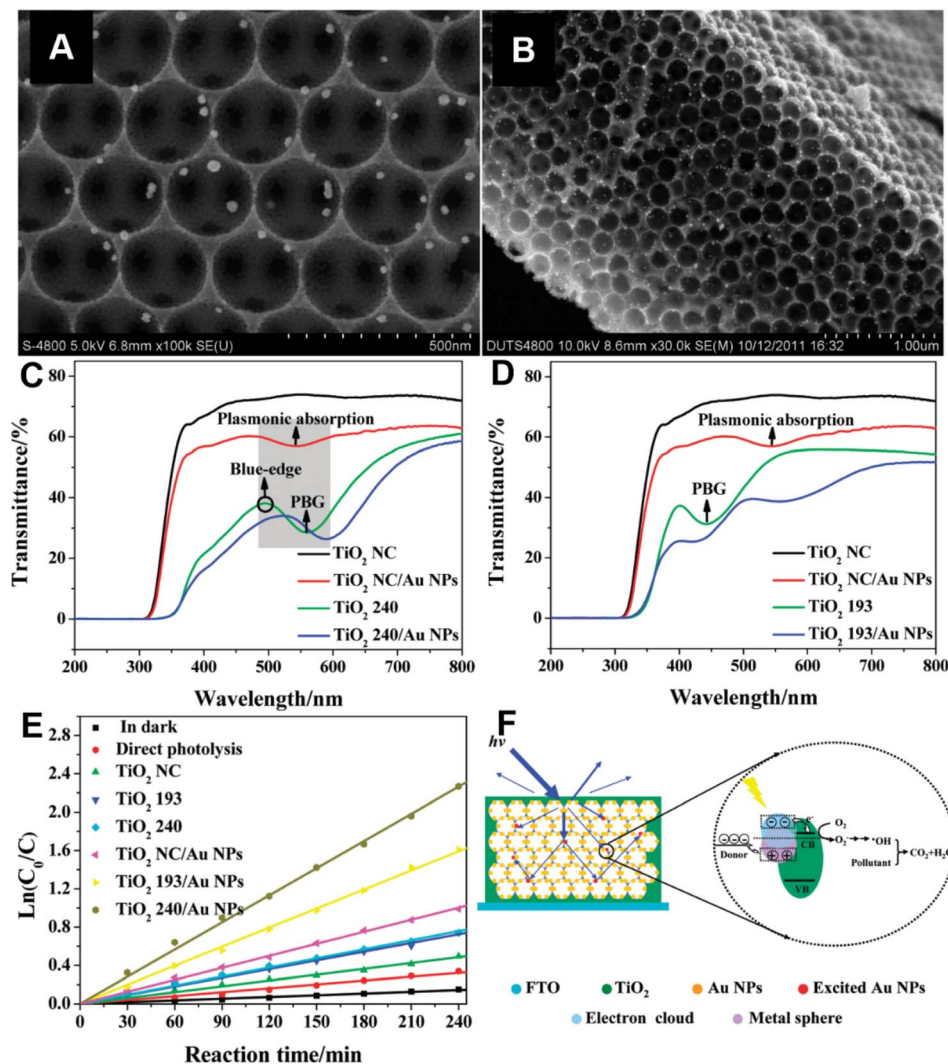 A
S-4800 5.0kV 6.8mm x100k SE(U)
500nm
B
DUTS4800 10.0kV 8.6mm x30.0k SE(M) 10/12/2011 16:32
1.00um
C
80
60
40
20
0
Transmittance/%
Plasmonic absorption
Blue-edge
PBG
TiO2 NC
TiO2 NC/Au NPs
TiO2 240
TiO2 240/Au NPs
200 300 400 500 600 700 800
Wavelength/nm
D
80
60
40
20
0
Transmittance/%
Plasmonic absorption
PBG
TiO2 NC
TiO2 NC/Au NPs
TiO2 193
TiO2 193/Au NPs
200 300 400 500 600 700 800
Wavelength/nm
E
2.8
2.4
2.0
1.6
1.2
0.8
0.4
0.0
Ln(C0/C)
In dark
Direct photolysis
TiO2 NC
TiO2 193
TiO2 240
TiO2 NC/Au NPs
TiO2 193/Au NPs
TiO2 240/Au NPs
0 30 60 90 120 150 180 210 240
Reaction time/min
F
hν
e-
O2
CB
O2-
·OH
Donor
Pollutant
CO2+H2O
VB
FTO
TiO2
Au NPs
Excited Au NPs
Electron cloud
Metal sphere